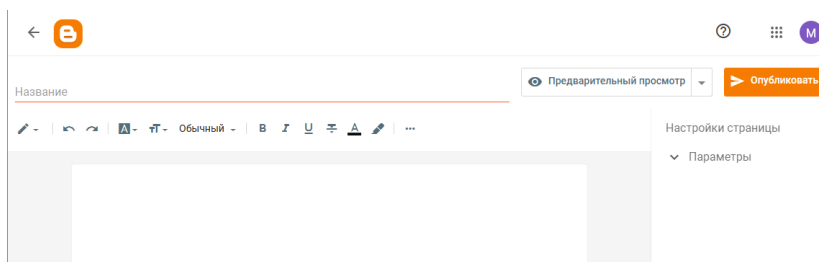 M
Название
Предварительный просмотр
Опубликовать
Обычный
B I U T A
Настройки страницы
Параметры